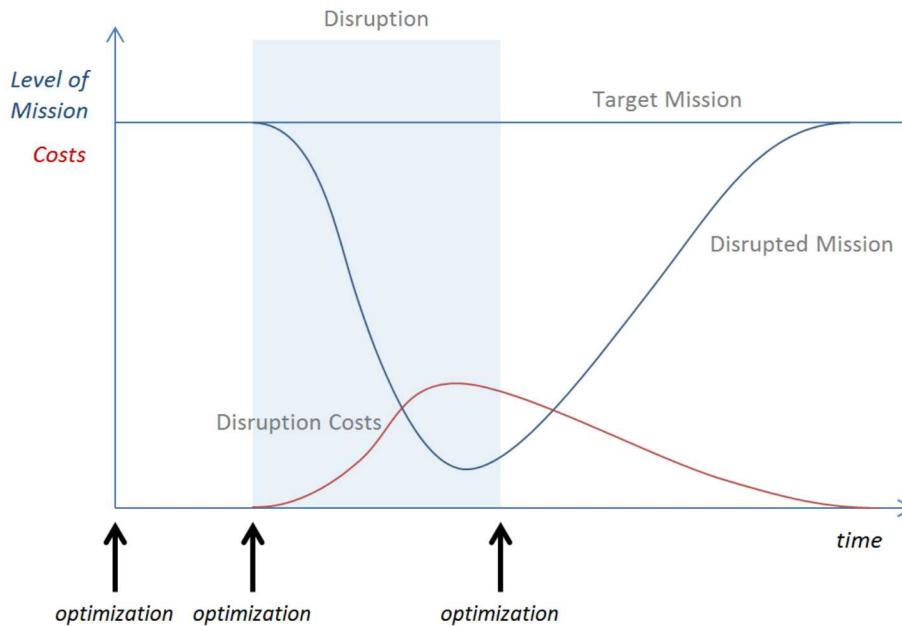 Disruption
Level of
Mission
Costs
Target Mission
Disrupted Mission
Disruption Costs
time
optimization
optimization
optimization